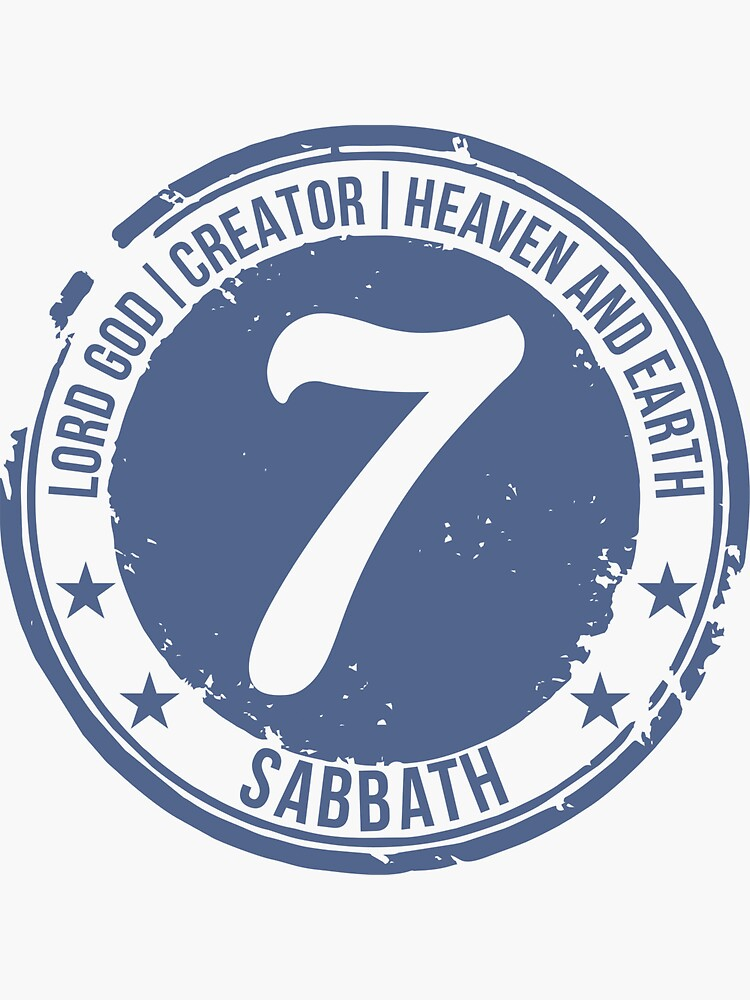 LORD GOD | CREATOR | HEAVEN AND EARTH
7
SABBATH